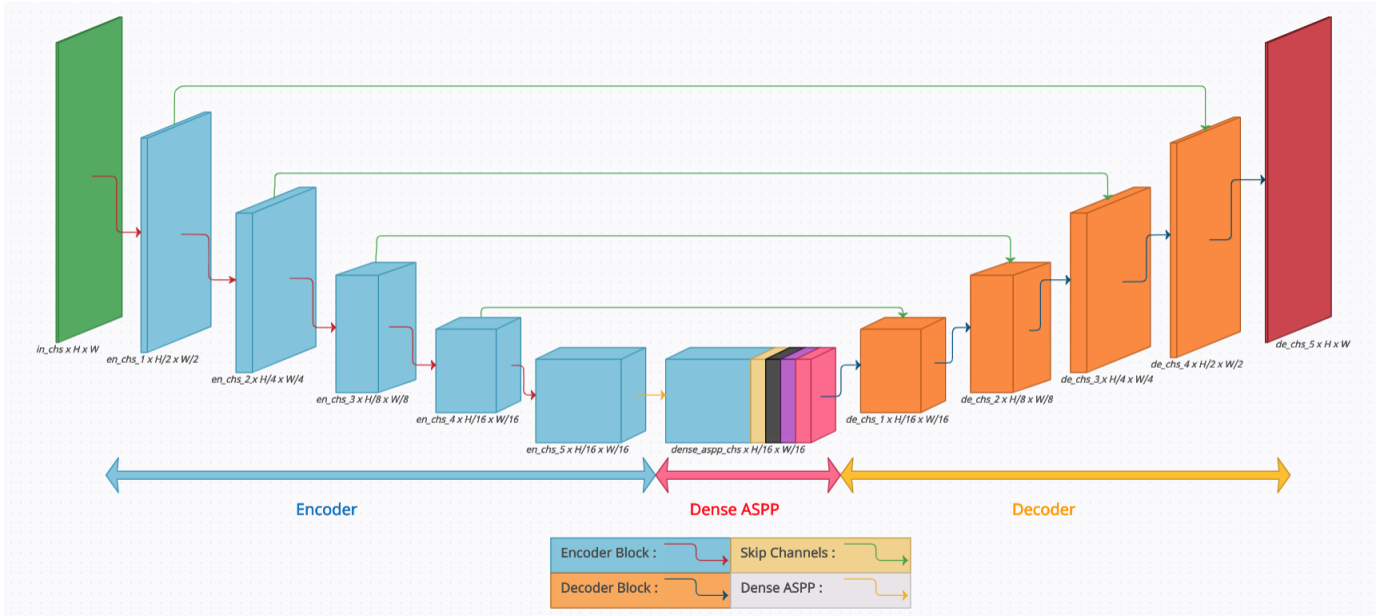 in_chs x H x W
en_chs_1 x H/2 x W/2
en_chs_2 x H/4 x W/4
en_chs_3 x H/8 x W/8
en_chs_4 x H/16 x W/16
en_chs_5 x H/16 x W/16
dense_aspp_chs x H/16 x W/16
de_chs_1 x H/16 x W/16
de_chs_2 x H/8 x W/8
de_chs_3 x H/4 x W/4
de_chs_4 x H/2 x W/2
de_chs_5 x H x W
Encoder
Dense ASPP
Decoder
Encoder Block :
Skip Channels :
Decoder Block :
Dense ASPP :